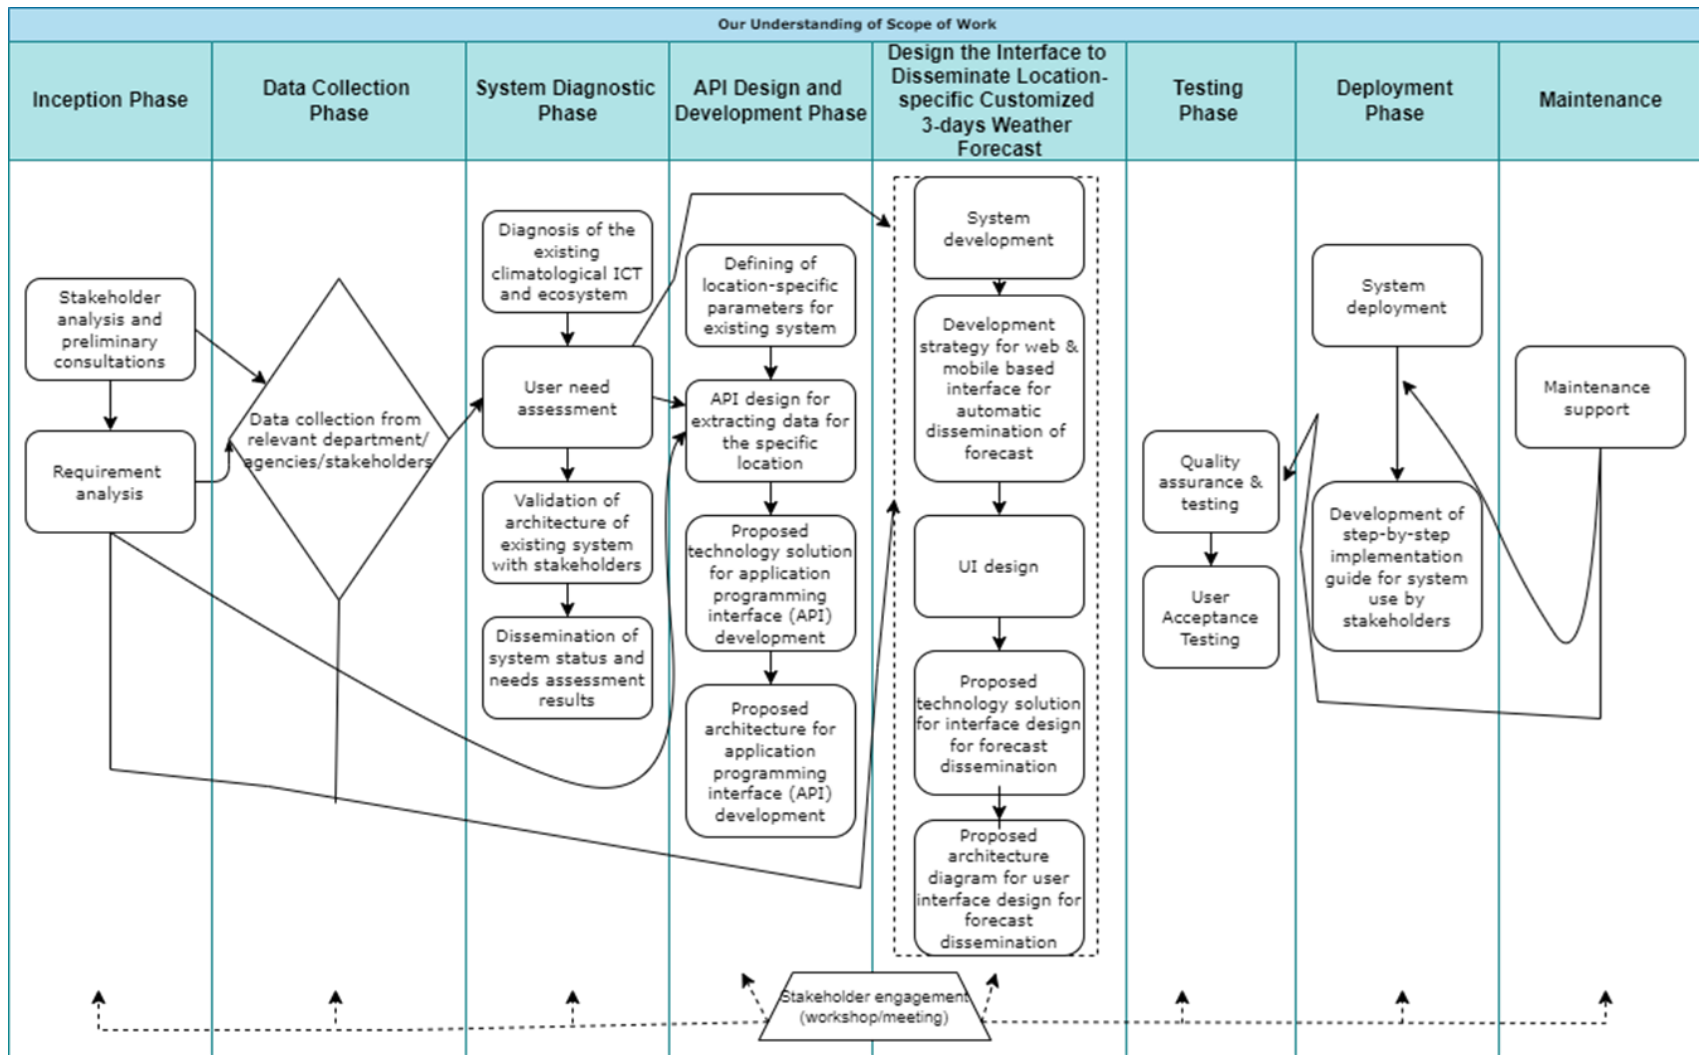 Our Understanding of Scope of Work
Inception Phase
Data Collection
Phase
System Diagnostic
Phase
API Design and
Development Phase
Design the Interface to
Disseminate Location-
specific Customized
3-days Weather
Forecast
Testing
Phase
Deployment
Phase
Maintenance
Stakeholder
analysis and
preliminary
consultations
Requirement
analysis
Data collection from
relevant department/
agencies/stakeholders
Diagnosis of the
existing
climatological ICT
and ecosystem
User need
assessment
Validation of
architecture of
existing system
with stakeholders
Dissemination of
system status and
needs assessment
results
Defining of
location-specific
parameters for
existing system
API design for
extracting data for
the specific
location
Proposed
technology solution
for application
programming
interface (API)
development
Proposed
architecture for
application
programming
interface (API)
development
System
development
Development
strategy for web &
mobile based
interface for
automatic
dissemination of
forecast
UI design
Proposed
technology solution
for interface design
for forecast
dissemination
Proposed
architecture
diagram for user
interface design for
forecast
dissemination
Quality
assurance &
testing
User
Acceptance
Testing
System
deployment
Development of
step-by-step
implementation
guide for system
use by
stakeholders
Maintenance
support
Stakeholder engagement
(workshop/meeting)